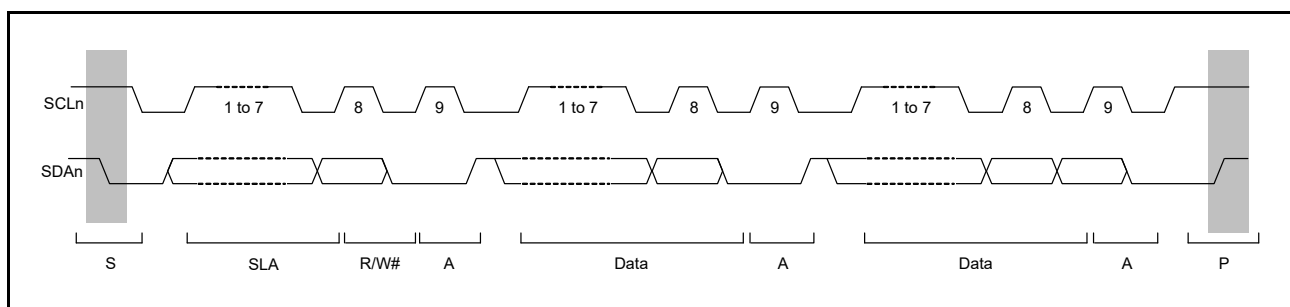 SCLn
1 to 7 8 9 1 to 7 8 9 1 to 7 8 9
SDAn
S SLA R/W# A Data A Data A P